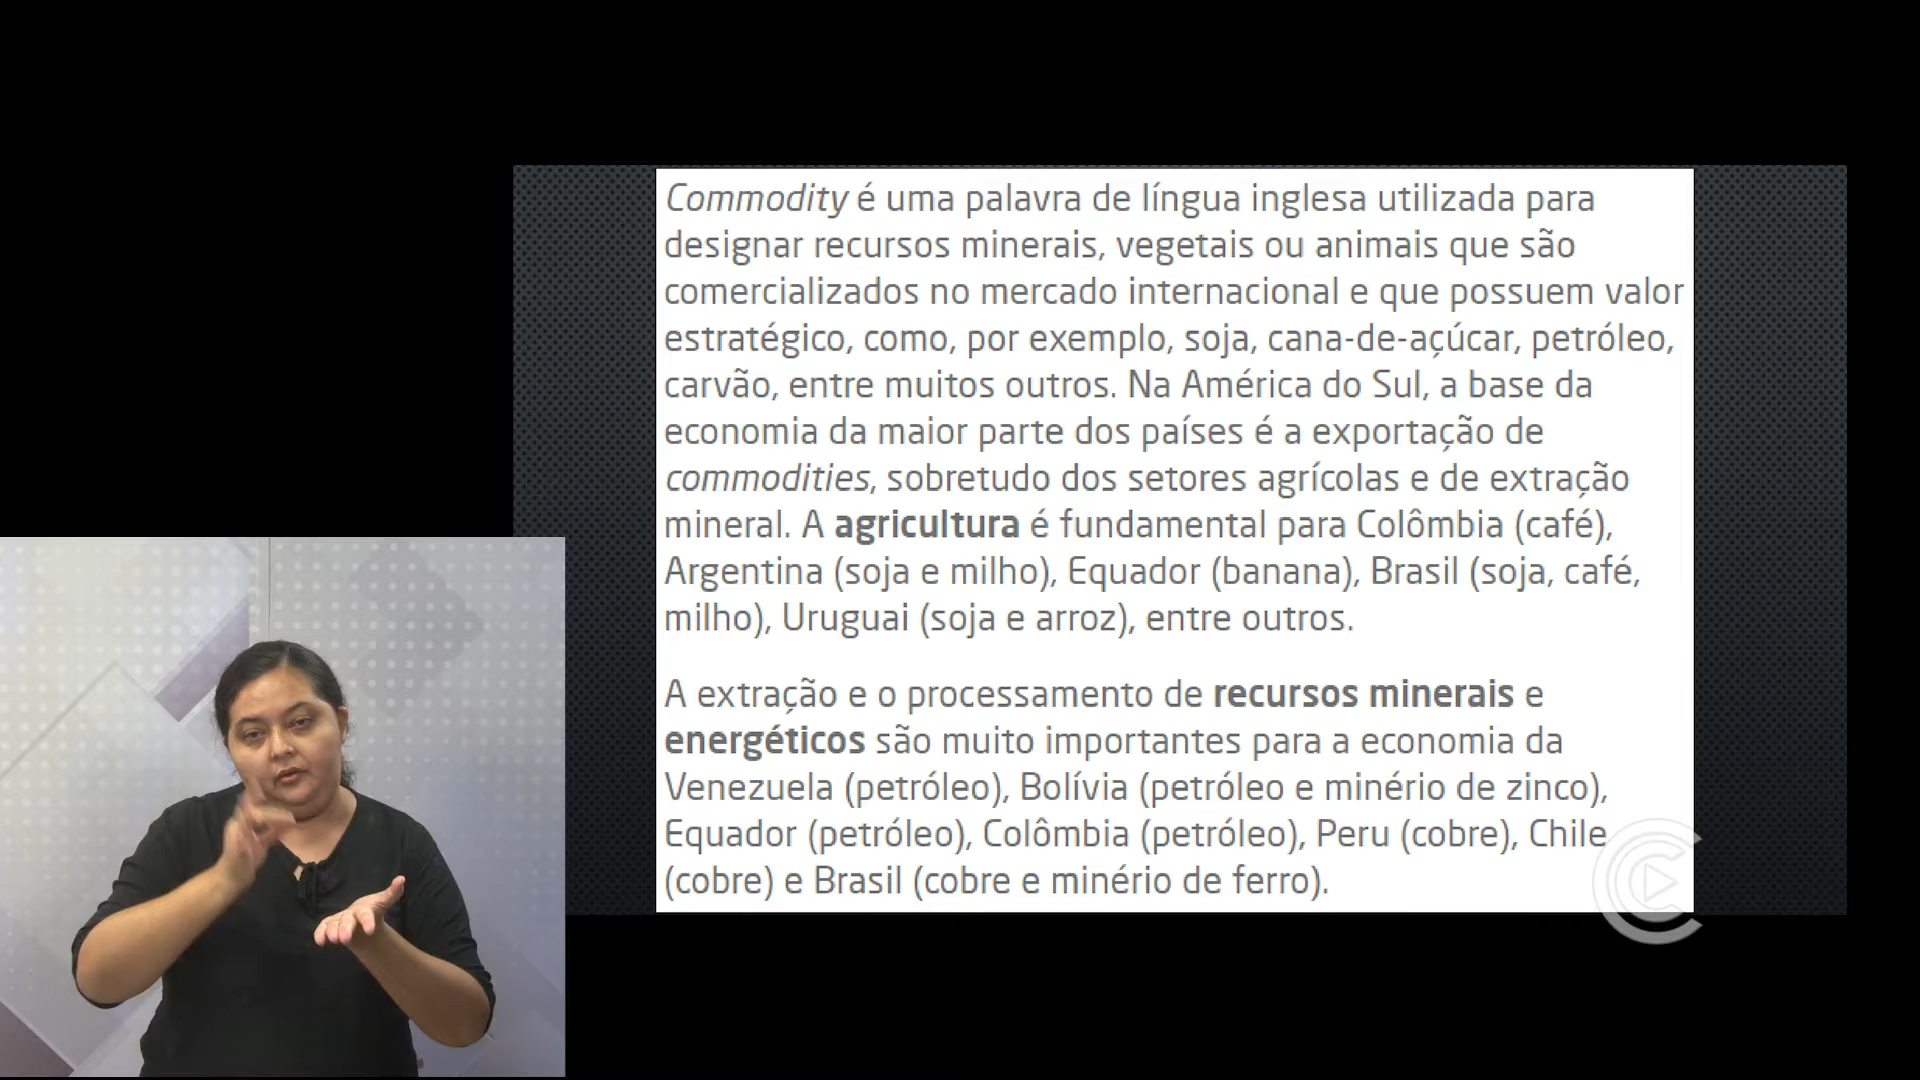 Commodity é uma palavra de língua inglesa utilizada para
designar recursos minerais, vegetais ou animais que são
comercializados no mercado internacional e que possuem valor
estratégico, como, por exemplo, soja, cana-de-açúcar, petróleo,
carvão, entre muitos outros. Na América do Sul, a base da
economia da maior parte dos países é a exportação de
commodities, sobretudo dos setores agrícolas e de extração
mineral. A agricultura é fundamental para Colômbia (café),
Argentina (soja e milho), Equador (banana), Brasil (soja, café,
milho), Uruguai (soja e arroz), entre outros.
A extração e o processamento de recursos minerais e
energéticos são muito importantes para a economia da
Venezuela (petróleo), Bolívia (petróleo e minério de zinco),
Equador (petróleo), Colômbia (petróleo), Peru (cobre), Chile
(cobre) e Brasil (cobre e minério de ferro).